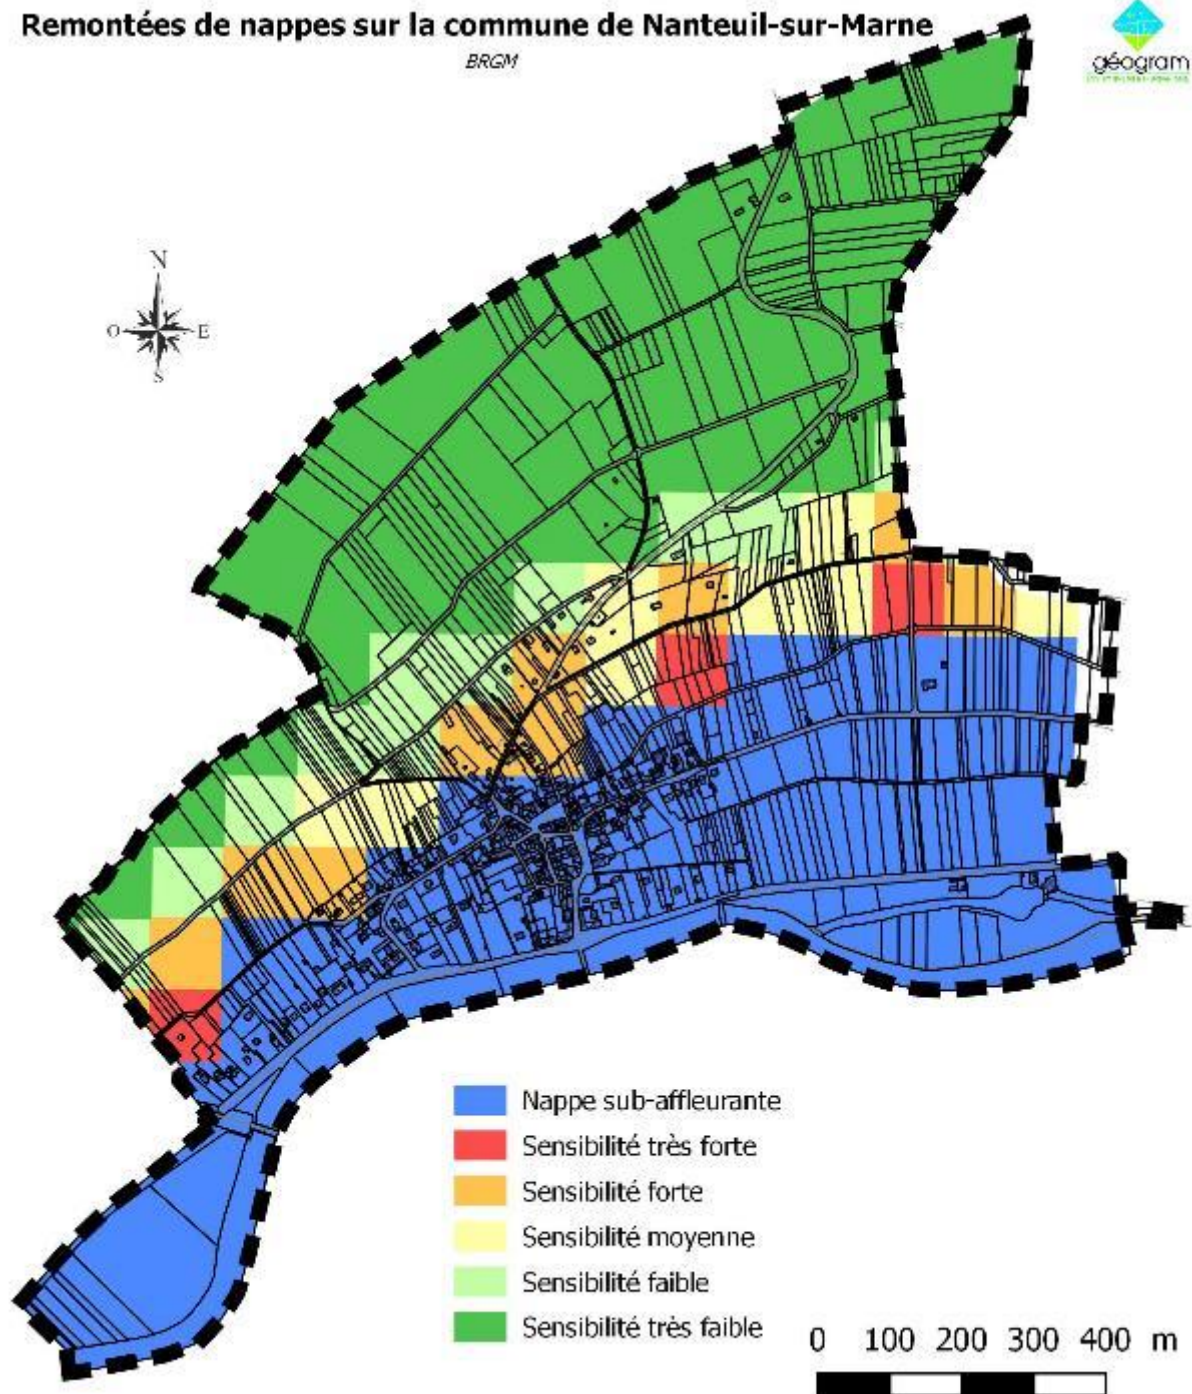 Remontées de nappes sur la commune de Nanteuil-sur-Marne
BRGM
géogram
N
O E
S
Nappe sub-affleurante
Sensibilité très forte
Sensibilité forte
Sensibilité moyenne
Sensibilité faible
Sensibilité très faible
0 100 200 300 400 m